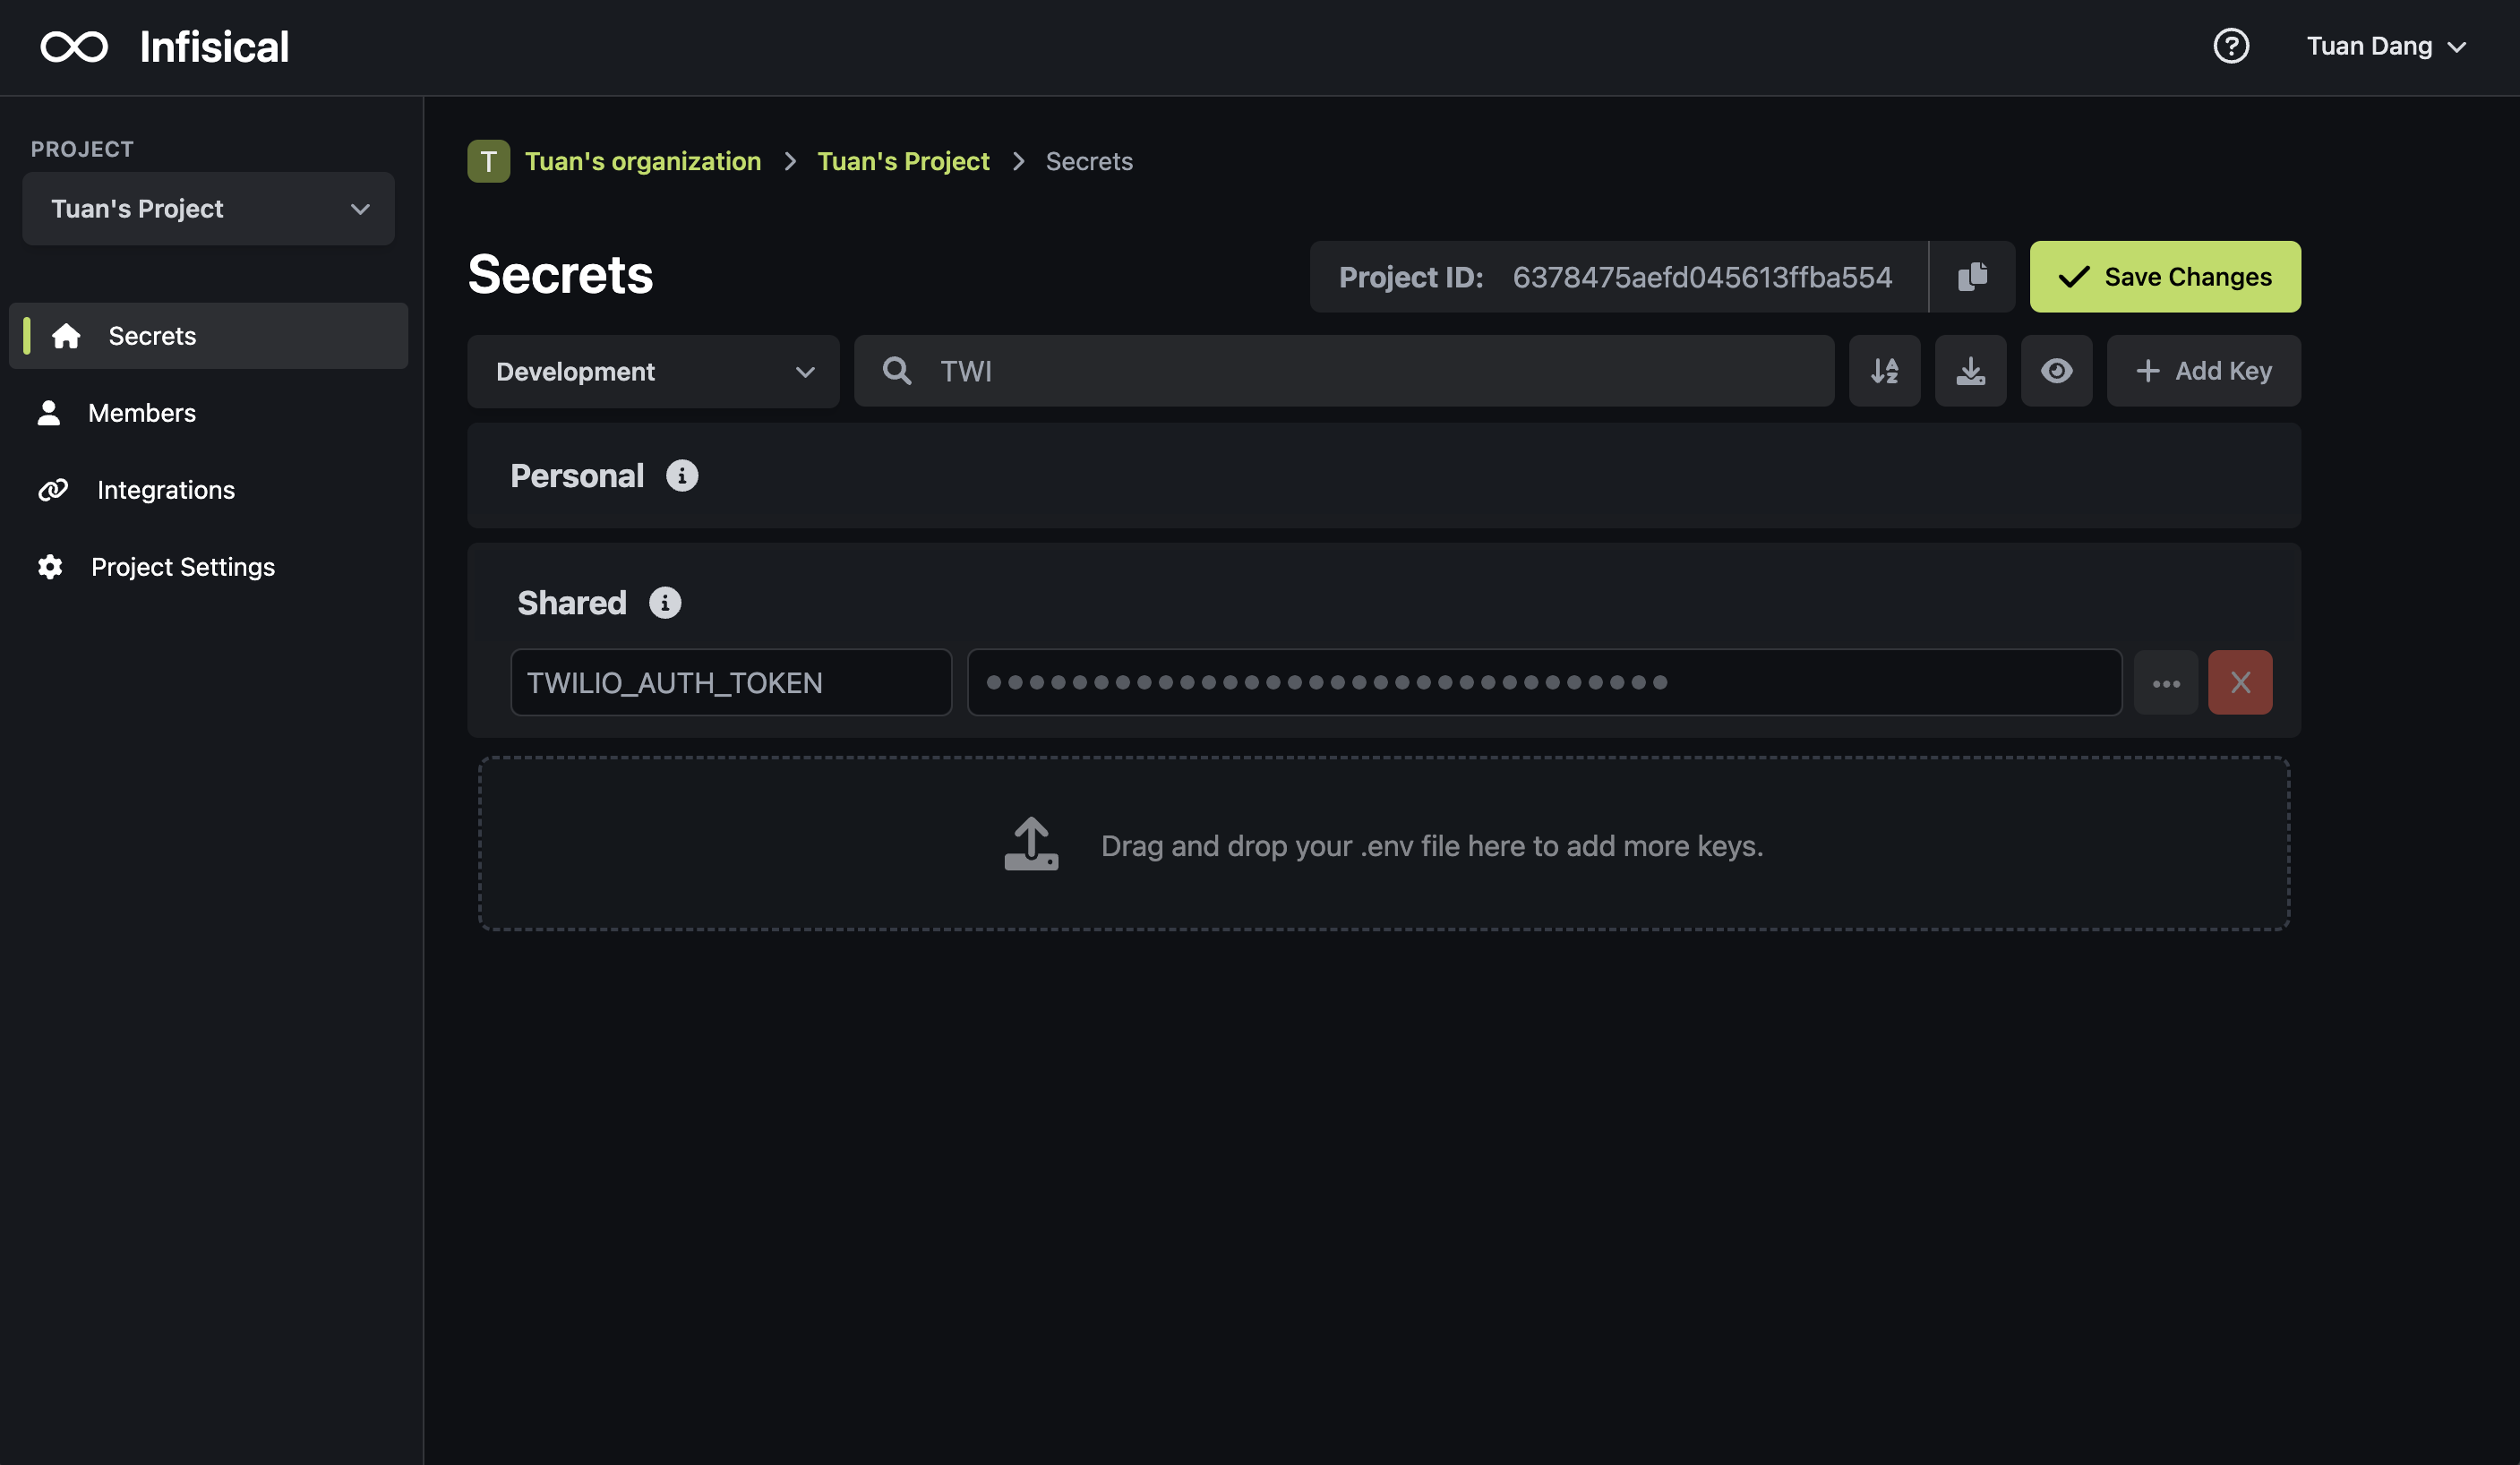 Infisical
Tuan Dang
PROJECT
Tuan's Project
Secrets
Members
Integrations
Project Settings
T Tuan's organization > Tuan's Project > Secrets
Secrets
Project ID: 6378475aefd045613ffba554
Save Changes
Development
TWI
Add Key
Personal
Shared
TWILIO_AUTH_TOKEN
Drag and drop your .env file here to add more keys.